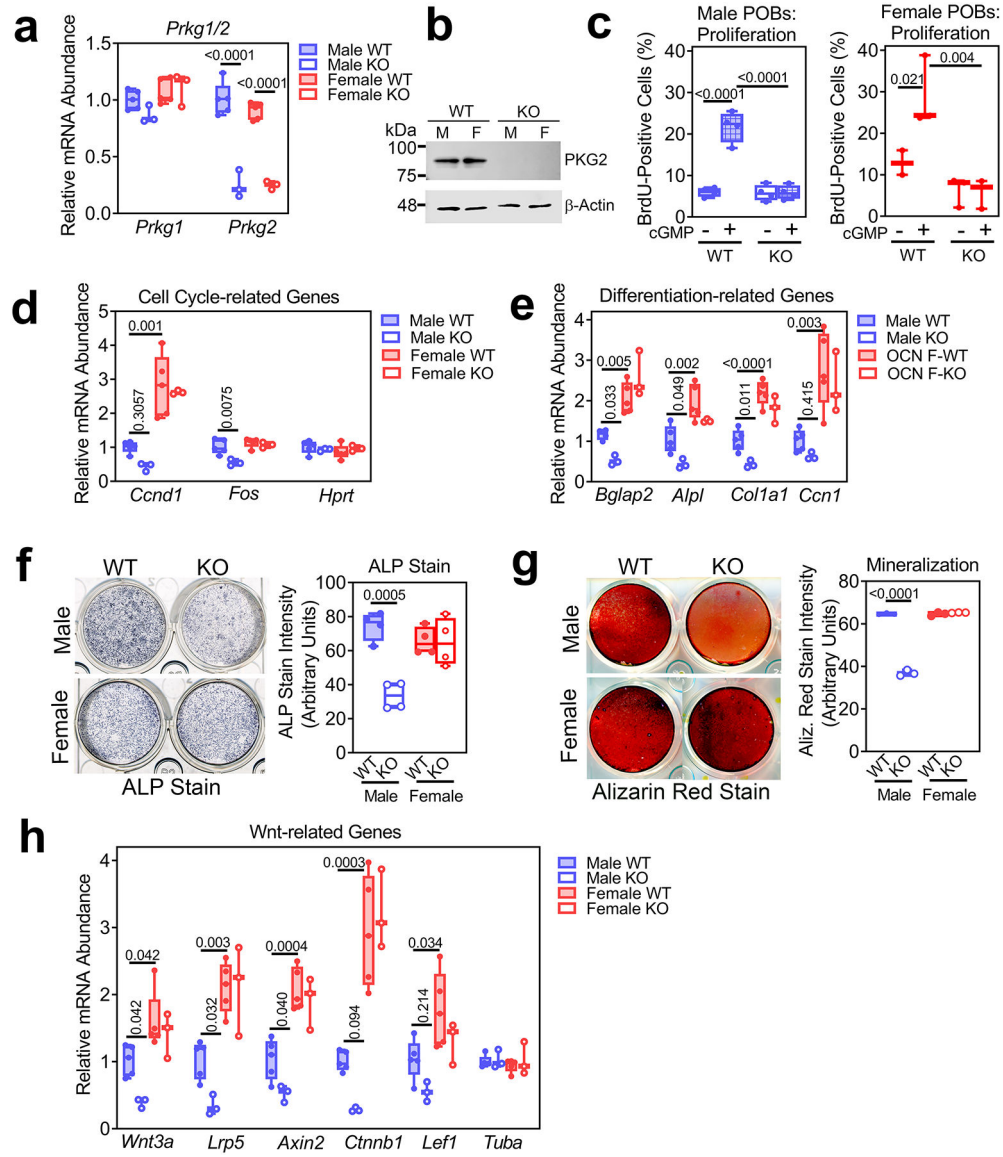 a
Prkg1/2
Relative mRNA Abundance
1.5
1.0
0.5
0.0
<0.0001
<0.0001
Prkg1
Prkg2
Male WT
Male KO
Female WT
Female KO
b
WT
KO
kDa
M
F
M
F
100
75
48
PKG2
β-Actin
c
Male POBs:
Proliferation
BrdU-Positive Cells (%)
40
30
20
10
0
<0.0001
<0.0001
cGMP
-
+
-
+
WT
KO
Female POBs:
Proliferation
BrdU-Positive Cells (%)
40
30
20
10
0
0.021
0.004
cGMP
-
+
-
+
WT
KO
d
Cell Cycle-related Genes
Relative mRNA Abundance
5
4
3
2
1
0
0.001
0.3057
0.0075
Ccnd1
Fos
Hprt
Male WT
Male KO
Female WT
Female KO
e
Differentiation-related Genes
Relative mRNA Abundance
4
3
2
1
0
0.005
0.033
0.002
0.049
<0.0001
0.011
0.003
0.415
Bglap2
Alpl
Col1a1
Ccn1
Male WT
Male KO
OCN F-WT
OCN F-KO
f
WT
KO
Male
Female
ALP Stain
ALP Stain
ALP Stain Intensity
(Arbitrary Units)
100
80
60
40
20
0
0.0005
WT
KO
WT
KO
Male
Female
g
WT
KO
Male
Female
Alizarin Red Stain
Mineralization
Aliz. Red Stain Intensity
(Arbitrary Units)
80
60
40
20
0
<0.0001
WT
KO
WT
KO
Male
Female
h
Wnt-related Genes
Relative mRNA Abundance
4
3
2
1
0
0.042
0.042
0.003
0.032
0.0004
0.040
0.0003
0.094
0.034
0.214
Wnt3a
Lrp5
Axin2
Ctnnb1
Lef1
Tuba
Male WT
Male KO
Female WT
Female KO